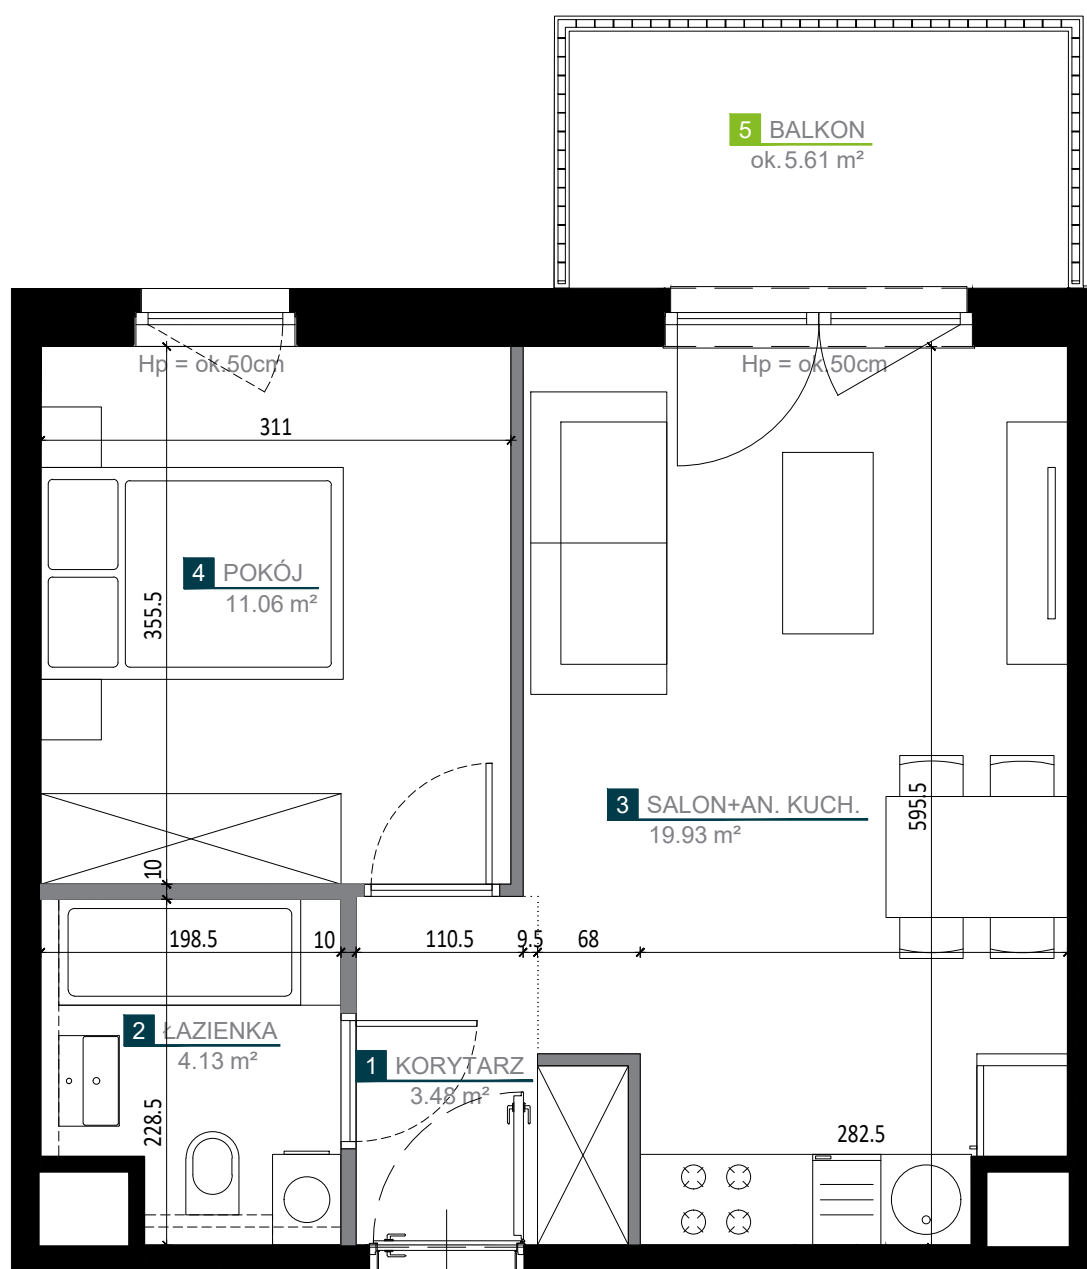 5 BALKON
ok.5.61 m²
Hp = ok.50cm
Hp = ok.50cm
311
4 POKÓJ
11.06 m²
355.5
3 SALON+AN. KUCH.
19.93 m²
595.5
10
198.5
10
110.5
9.5
68
2 ŁAZIENKA
4.13 m²
1 KORYTARZ
3.48 m²
228.5
282.5